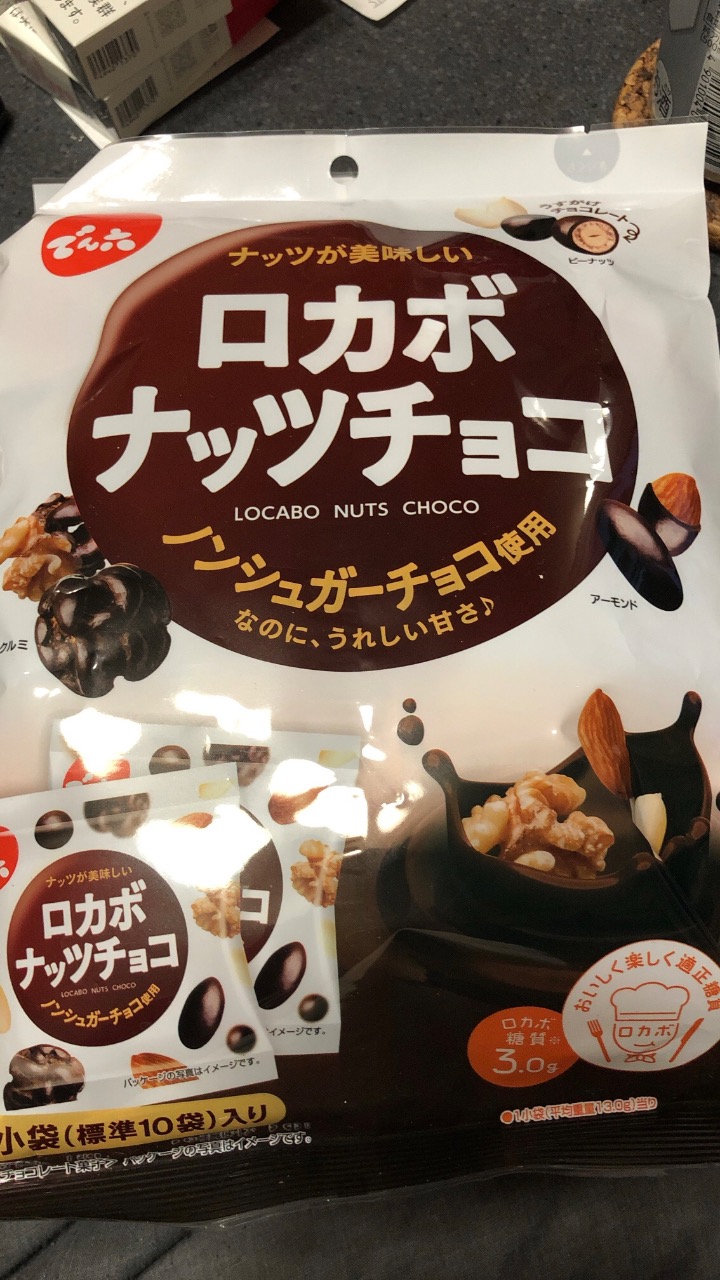 でん六
うすがけ
チョコレート
ピーナッツ
ナッツが美味しい
ロカボ
ナッツチョコ
LOCABO NUTS CHOCO
ノンシュガーチョコ使用
なのに、うれしい甘さ♪
アーモンド
クルミ
ナッツが美味しい
ロカボ
ナッツチョコ
LOCABO NUTS CHOCO
ノンシュガーチョコ使用
パッケージの写真はイメージです。
イメージです。
おいしく楽しく適正糖質
ロカボ
ロカボ
糖質※
3.0g
●1小袋(平均重量13.0g)当り
小袋(標準10袋)入り
チョコレート菓子> パッケージの写真はイメージです。